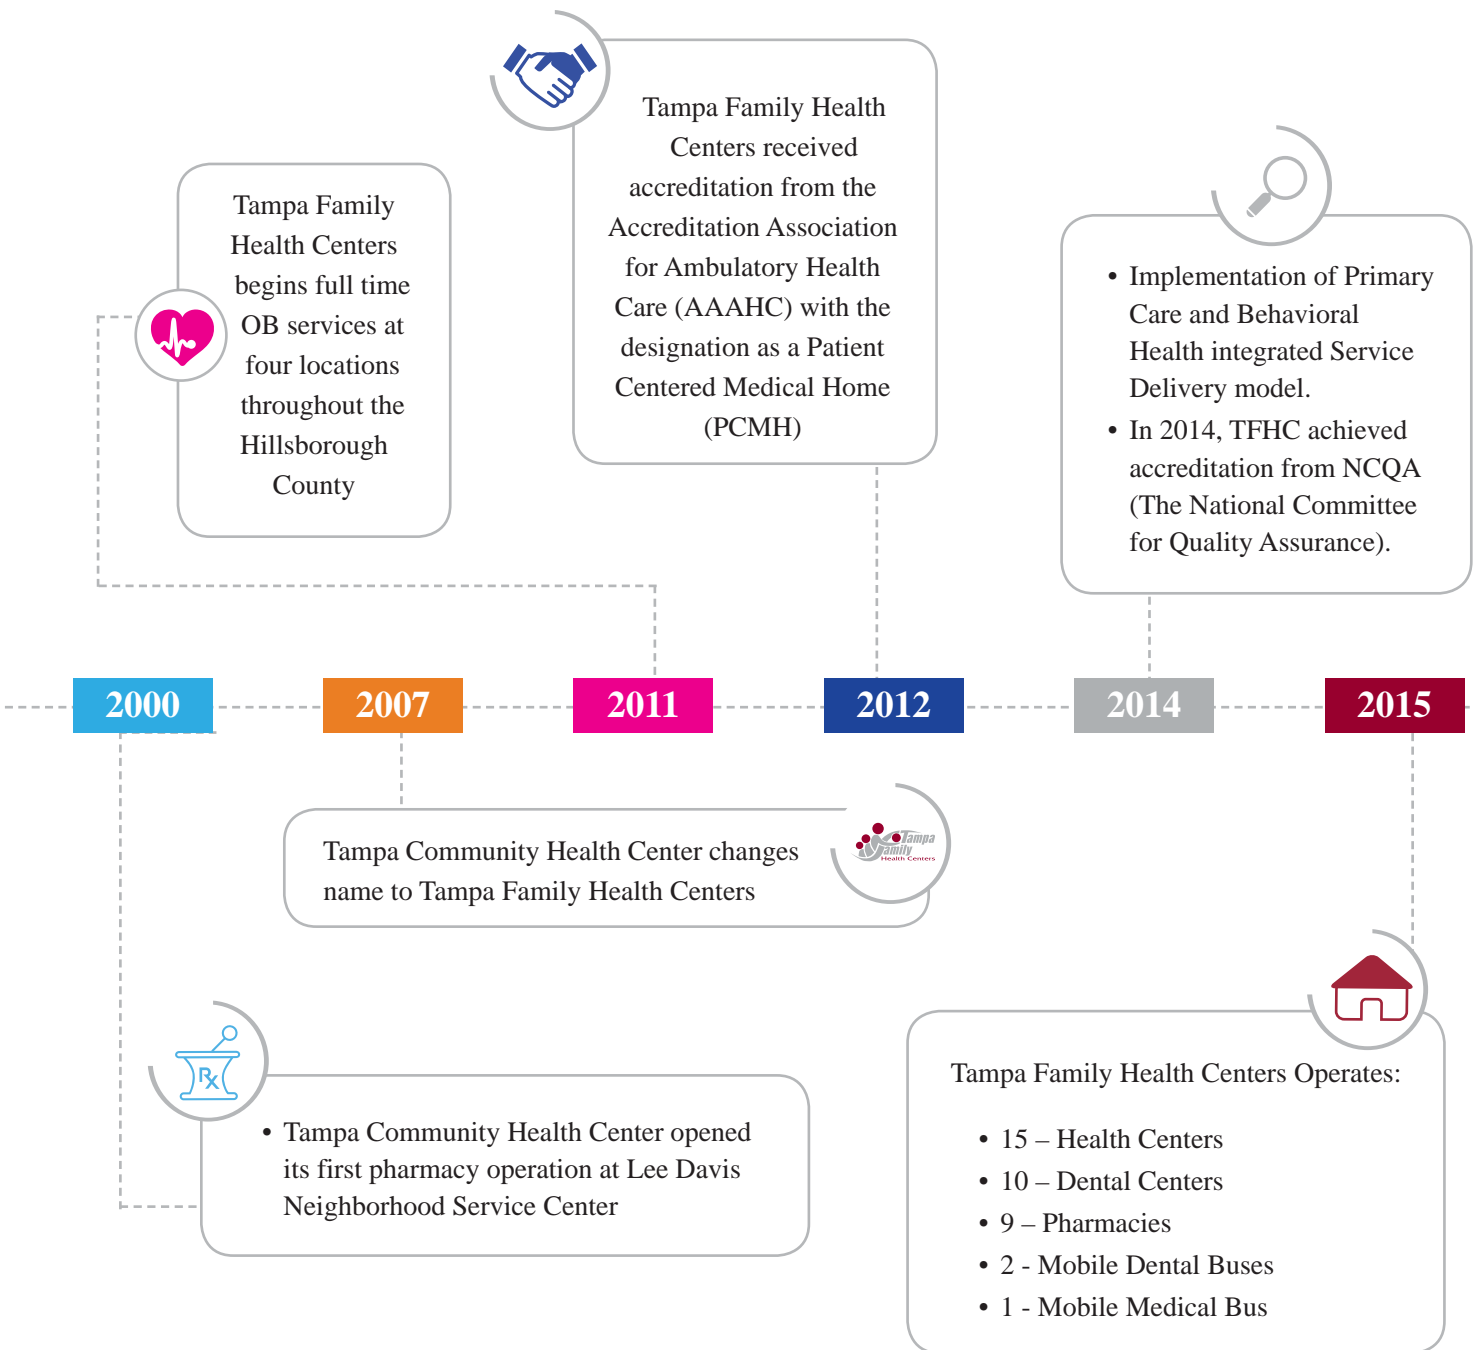 Tampa Family
Health Centers
begins full time
OB services at
four locations
throughout the
Hillsborough
County
Tampa Family Health
Centers received
accreditation from the
Accreditation Association
for Ambulatory Health
Care (AAAHC) with the
designation as a Patient
Centered Medical Home
(PCMH)
• Implementation of Primary
Care and Behavioral
Health integrated Service
Delivery model.
• In 2014, TFHC achieved
accreditation from NCQA
(The National Committee
for Quality Assurance).
2000
2007
2011
2012
2014
2015
Tampa Community Health Center changes
name to Tampa Family Health Centers
Tampa
Family
Health Centers
Rx
• Tampa Community Health Center opened
its first pharmacy operation at Lee Davis
Neighborhood Service Center
Tampa Family Health Centers Operates:
• 15 – Health Centers
• 10 – Dental Centers
• 9 – Pharmacies
• 2 - Mobile Dental Buses
• 1 - Mobile Medical Bus